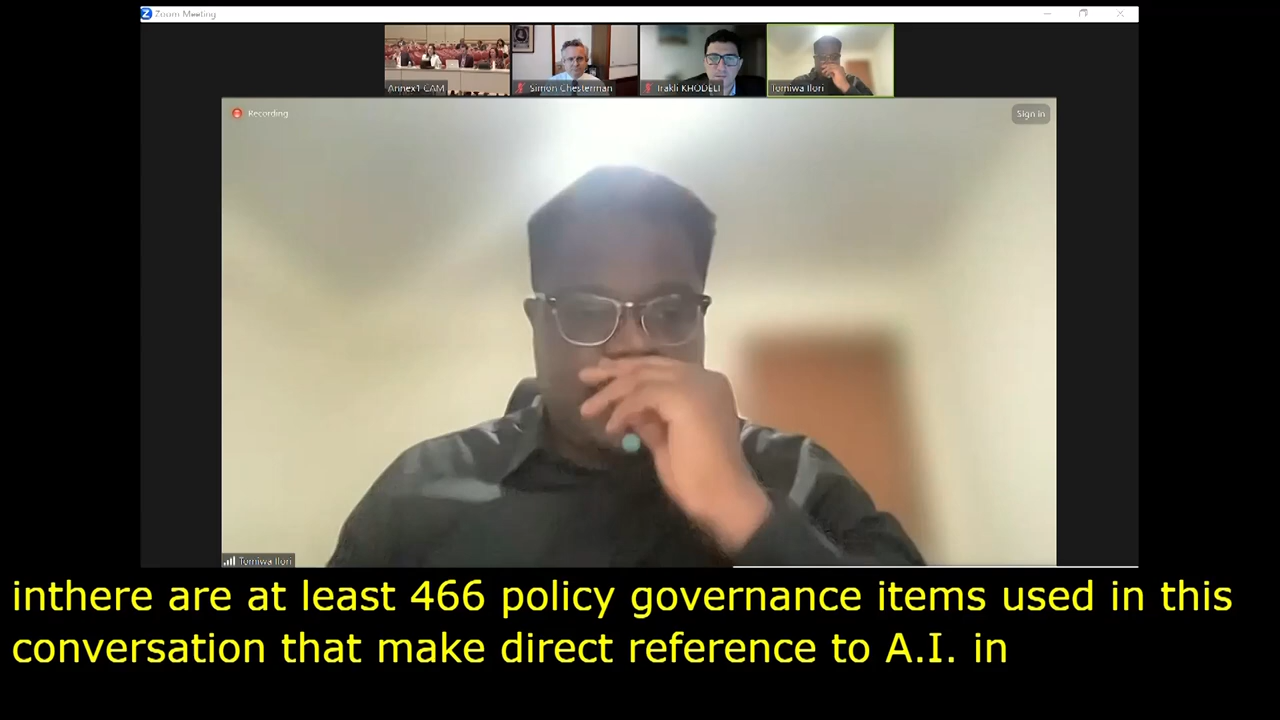 Zoom Meeting
Annex1 CAM
Simon Chesterman
Irakli KHODELI
Tomiwa Ilori
Recording
Sign in
Tomiwa Ilori
inthere are at least 466 policy governance items used in this
conversation that make direct reference to A.I. in